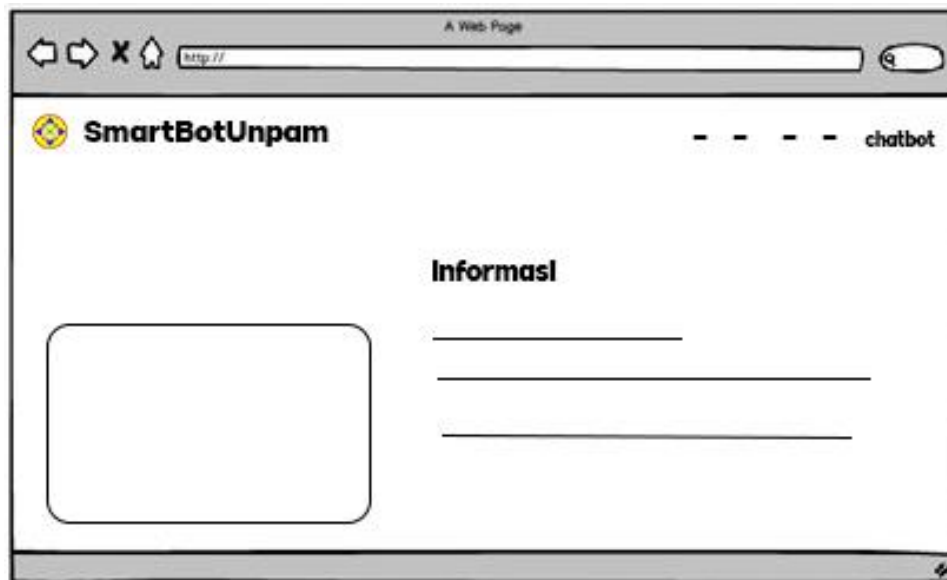 A Web Page
http://
SmartBotUnpam
- - - - chatbot
Informasi